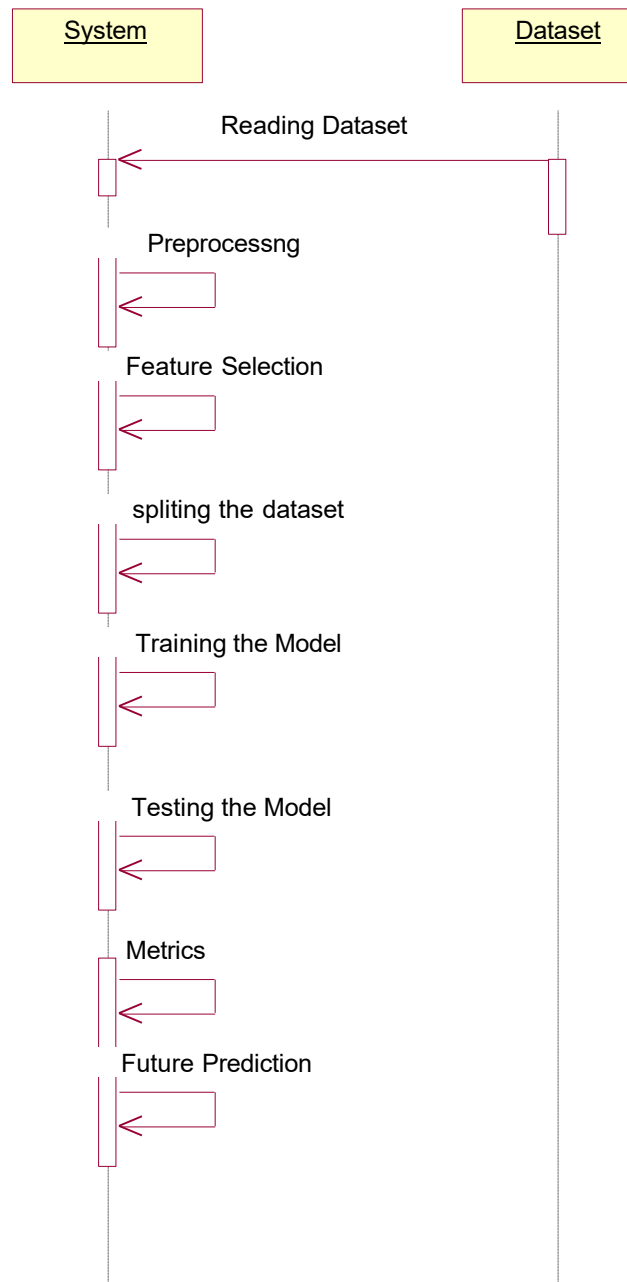 System
Dataset
Reading Dataset
Preprocessng
Feature Selection
spliting the dataset
Training the Model
Testing the Model
Metrics
Future Prediction